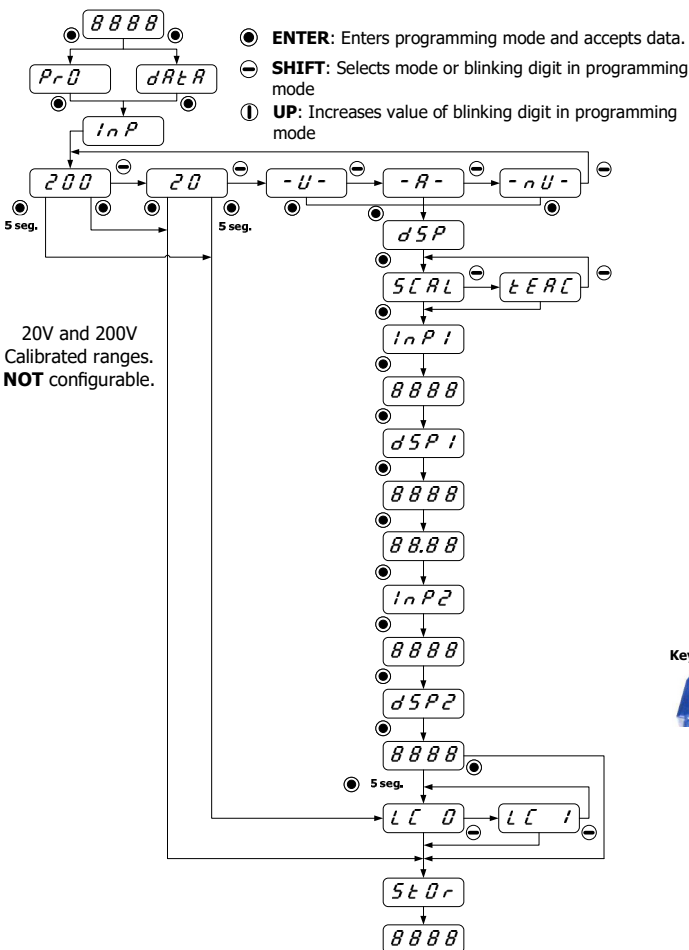 8888
ENTER: Enters programming mode and accepts data.
PrO dAtA
SHIFT: Selects mode or blinking digit in programming
mode
UP: Increases value of blinking digit in programming
mode
InP
200 20 -U- -A- -nU-
5 seg. 5 seg.
dSP
SCAL tEAC
20V and 200V
Calibrated ranges.
NOT configurable.
InP1
8888
dSP1
8888
88.88
InP2
8888
Key
dSP2
8888
5 seg.
LC 0 LC 1
StOr
8888